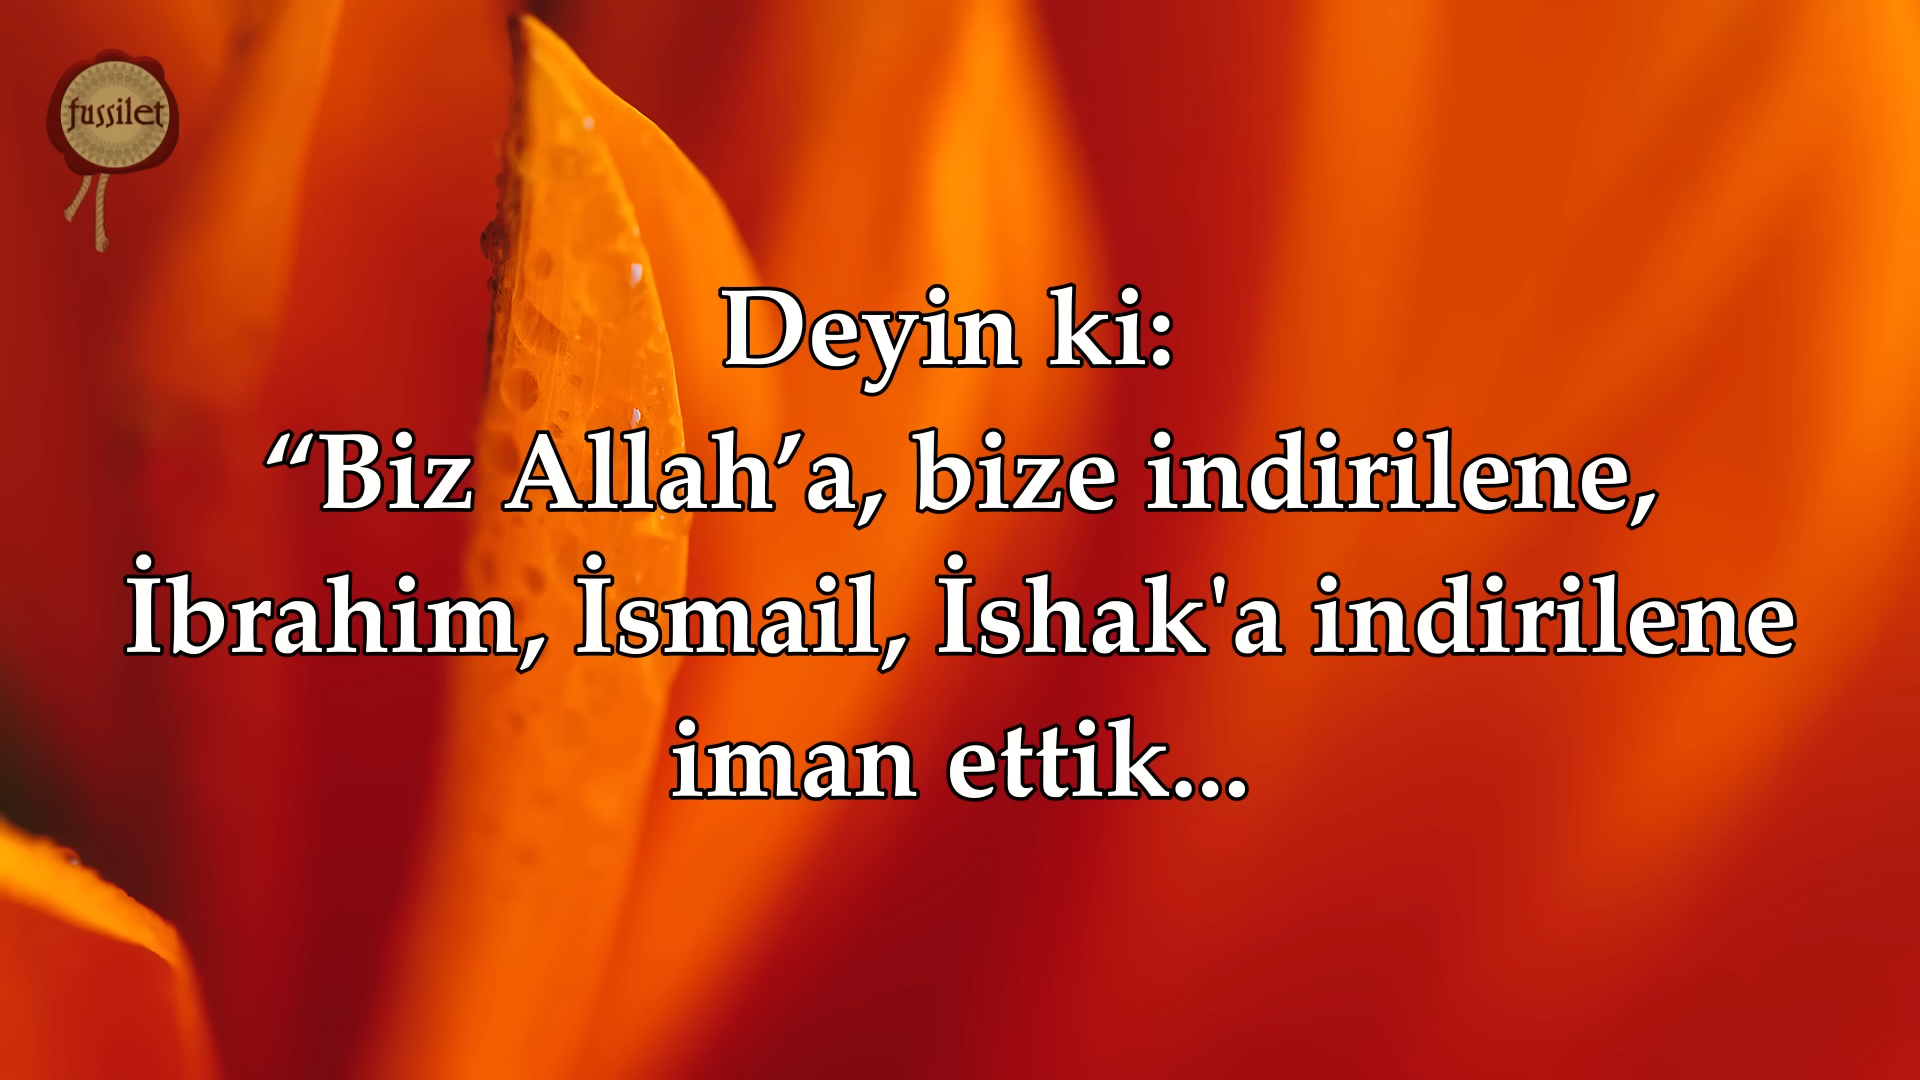 fussilet
Deyin ki:
“Biz Allah’a, bize indirilene,
İbrahim, İsmail, İshak'a indirilene
iman ettik...